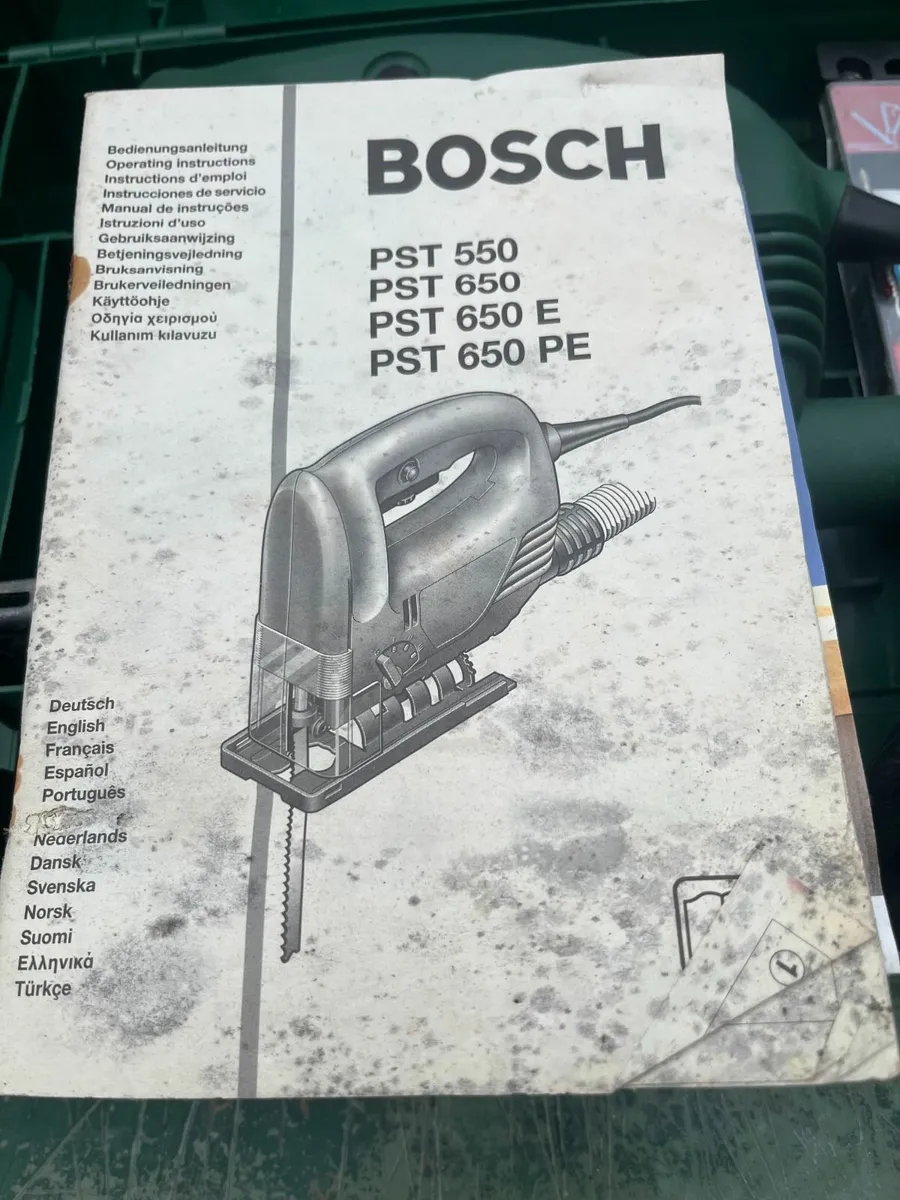 Bedienungsanleitung
Operating instructions
Instructions d'emploi
Instrucciones de servicio
Manual de instruções
Istruzioni d'uso
Gebruiksaanwijzing
Betjeningsvejledning
Bruksanvisning
Brukerveiledningen
Käyttöohje
Οδηγία χειρισμού
Kullanım kılavuzu
BOSCH
PST 550
PST 650
PST 650 E
PST 650 PE
Deutsch
English
Français
Español
Português
Nederlands
Dansk
Svenska
Norsk
Suomi
Ελληνικά
Türkçe
1